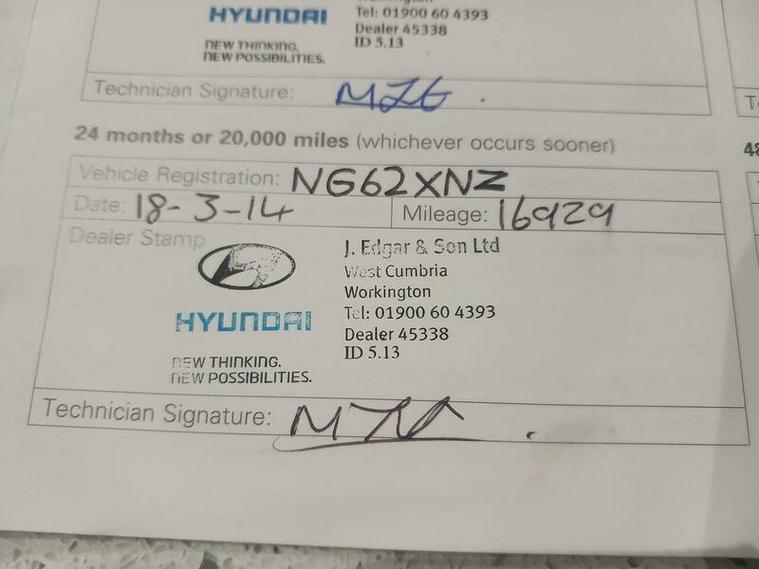 HYUNDAI
Tel: 01900 60 4393
Dealer 45338
ID 5.13
NEW THINKING.
NEW POSSIBILITIES.
Technician Signature:
24 months or 20,000 miles (whichever occurs sooner)
48
Vehicle Registration: NG62XNZ
Date: 18-3-14 Mileage: 16929
Dealer Stamp
J. Edgar & Son Ltd
West Cumbria
Workington
HYUNDAI
Tel: 01900 60 4393
Dealer 45338
ID 5.13
NEW THINKING.
NEW POSSIBILITIES.
Technician Signature: